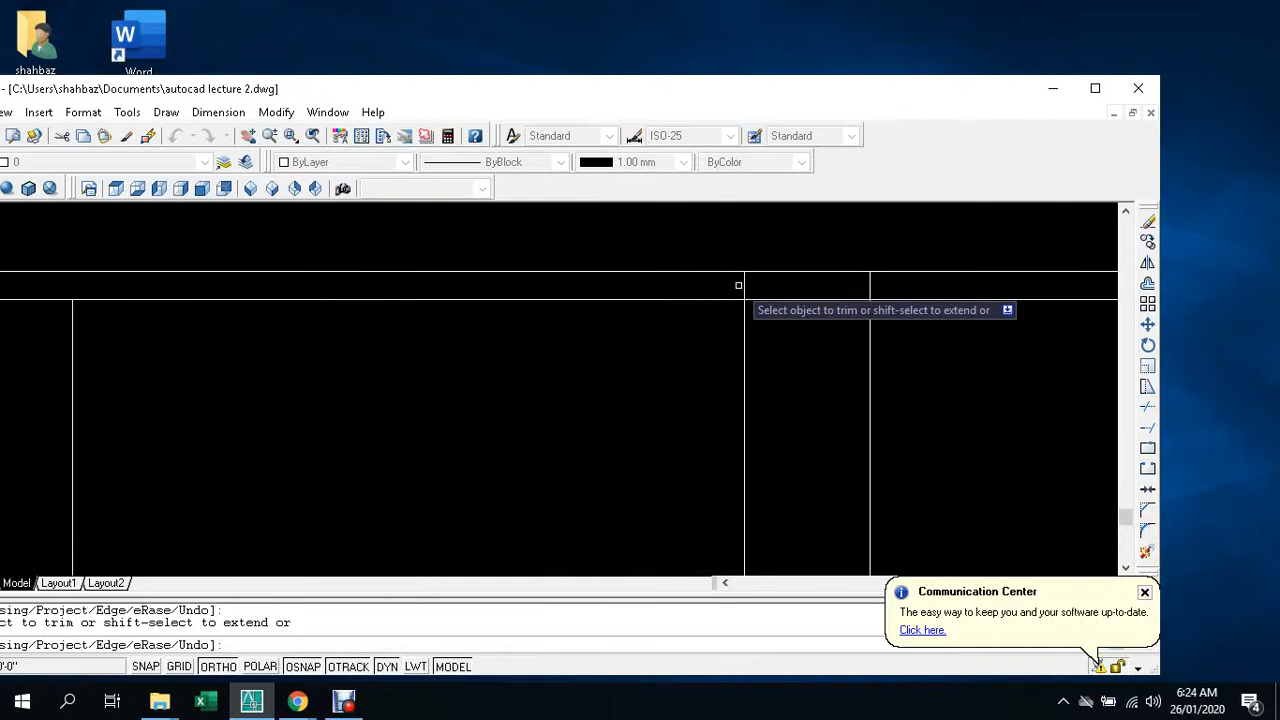 shahbaz
Word
- [C:\Users\shahbaz\Documents\autocad lecture 2.dwg]
ew Insert Format Tools Draw Dimension Modify Window Help
Standard ISO-25 Standard
0 ByLayer ByBlock 1.00 mm ByColor
Select object to trim or shift-select to extend or
Model Layout1 Layout2
Communication Center
The easy way to keep you and your software up-to-date.
Click here.
sing/Project/Edge/eRase/Undo]:
ct to trim or shift-select to extend or
sing/Project/Edge/eRase/Undo]:
0'-0" SNAP GRID ORTHO POLAR OSNAP OTRACK DYN LWT MODEL
6:24 AM
26/01/2020
4